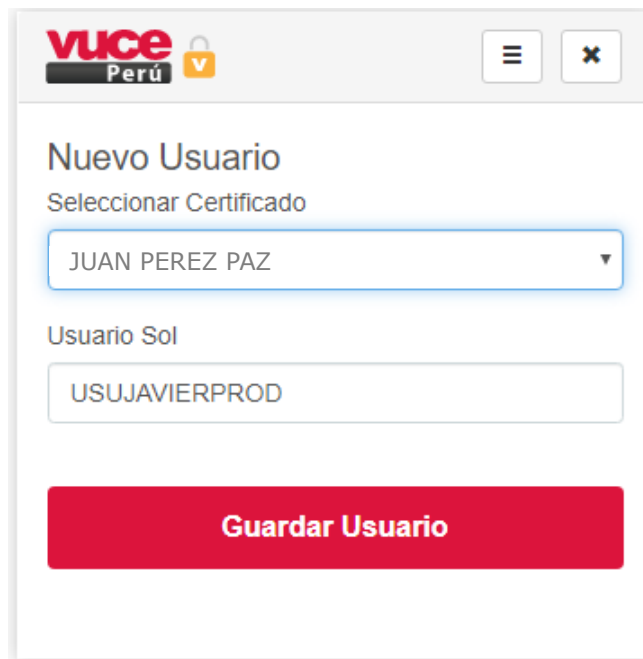 vuce
Perú
V
Nuevo Usuario
Seleccionar Certificado
JUAN PEREZ PAZ
Usuario Sol
USUJAVIERPROD
Guardar Usuario